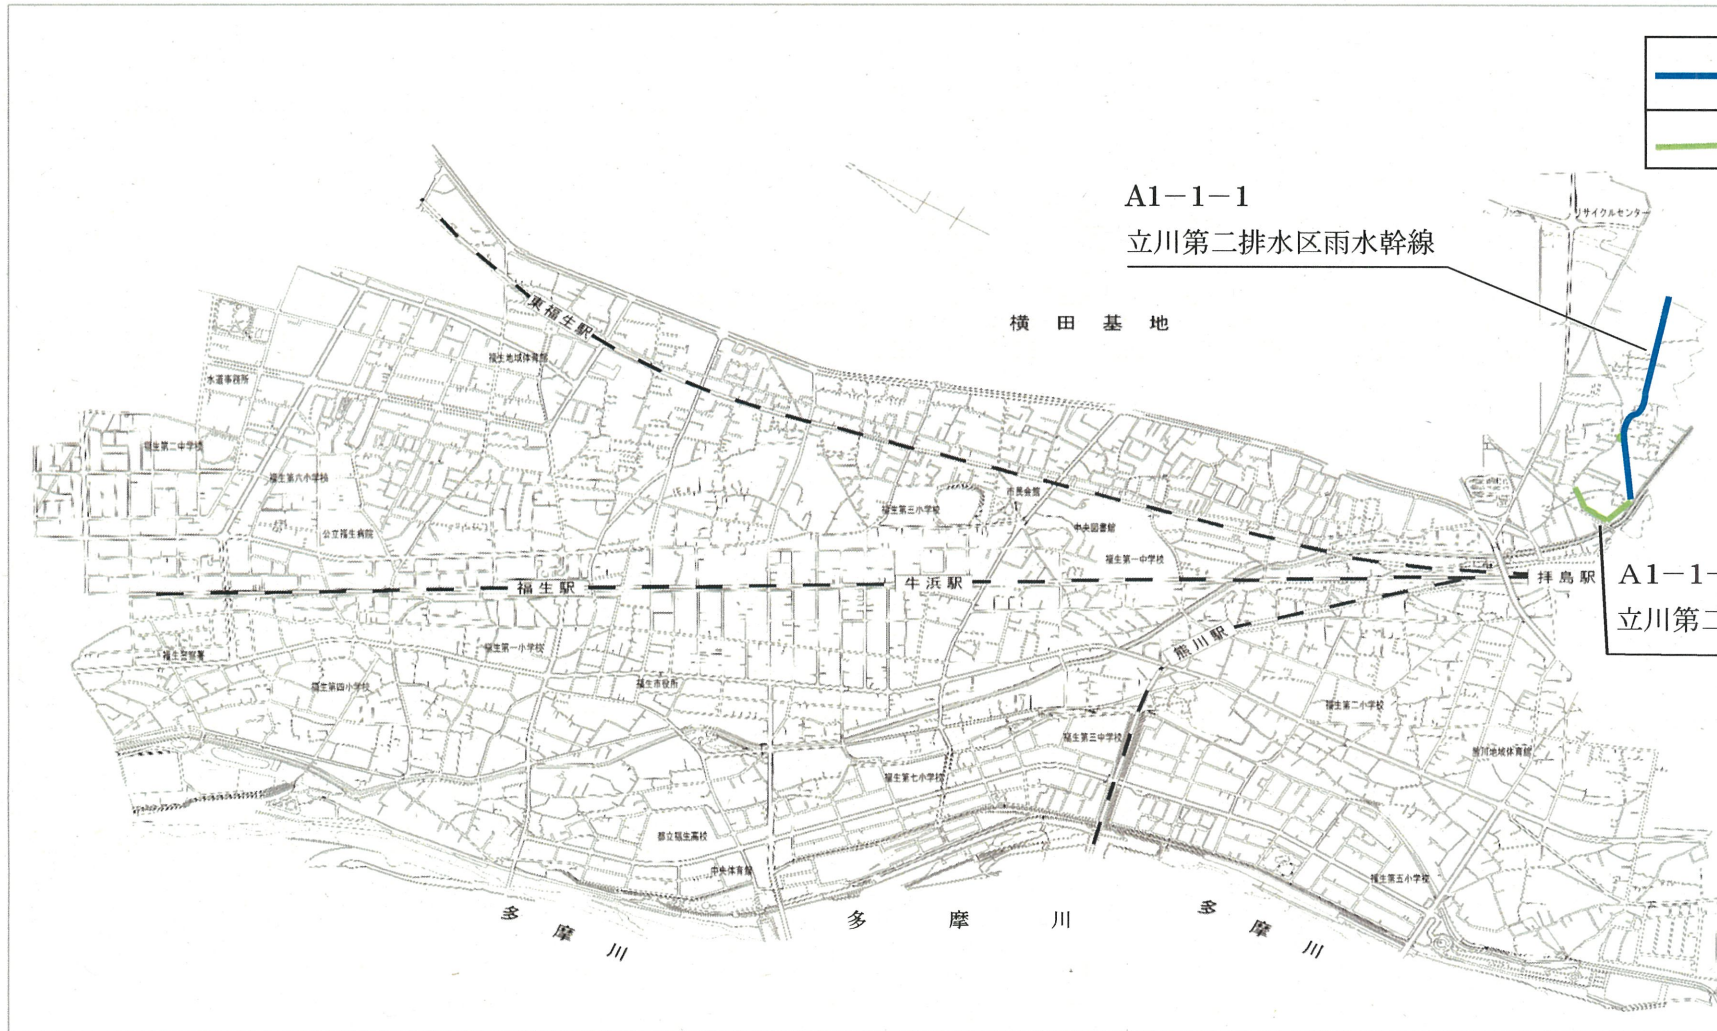 A1−1−1
立川第二排水区雨水幹線
リサイクルセンター
横田基地
東福生駅
福生地域体育館
水道事務所
福生第二中学校
福生第六小学校
公立福生病院
福生第三小学校
市民会館
中央図書館
福生第一中学校
福生駅
牛浜駅
拝島駅
A1−1−
立川第二
熊川駅
福生警察署
福生第一小学校
福生第四小学校
福生市役所
福生第二小学校
福生第三中学校
熊川地域体育館
福生第七小学校
都立福生高校
中央体育館
福生第五小学校
多摩川
多摩川
多摩川